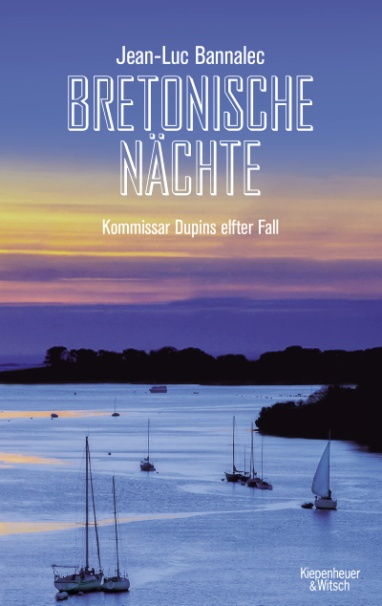 Jean-Luc Bannalec
BRETONISCHE
NÄCHTE
Kommissar Dupins elfter Fall
Kiepenheuer
&Witsch